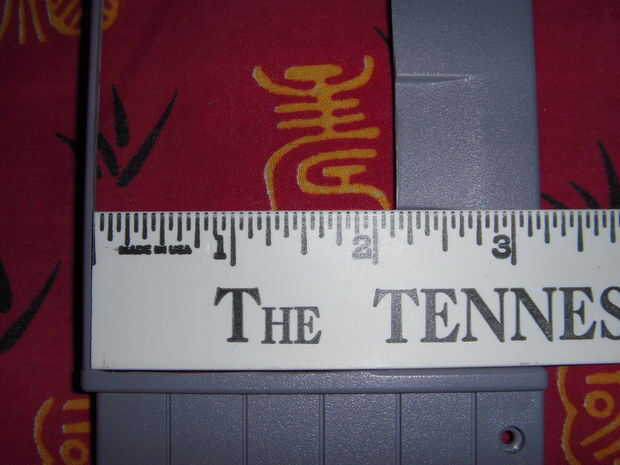 1 2 3
MADE IN USA
THE TENNES